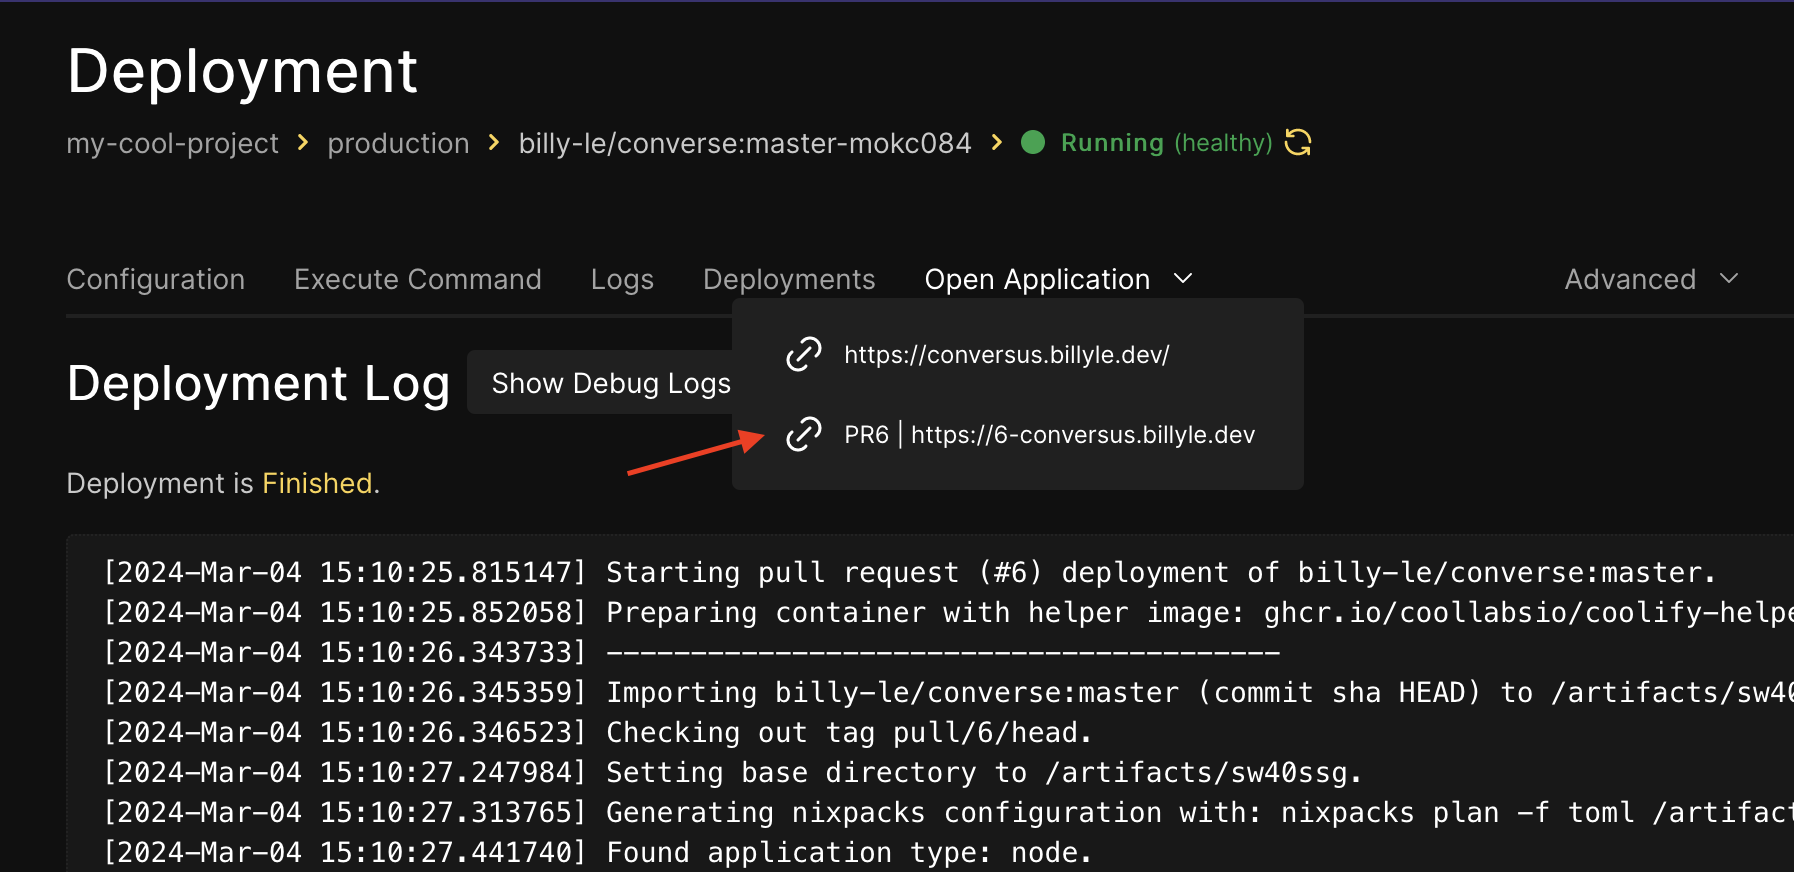 Deployment
my-cool-project > production > billy-le/converse:master-mokc084 > Running (healthy)
Configuration Execute Command Logs Deployments Open Application Advanced
https://conversus.billyle.dev/
Deployment Log Show Debug Logs
PR6 | https://6-conversus.billyle.dev
Deployment is Finished.
[2024-Mar-04 15:10:25.815147] Starting pull request (#6) deployment of billy-le/converse:master.
[2024-Mar-04 15:10:25.852058] Preparing container with helper image: ghcr.io/coollabsio/coolify-helpe
[2024-Mar-04 15:10:26.343733] ----------------------------------------
[2024-Mar-04 15:10:26.345359] Importing billy-le/converse:master (commit sha HEAD) to /artifacts/sw40
[2024-Mar-04 15:10:26.346523] Checking out tag pull/6/head.
[2024-Mar-04 15:10:27.247984] Setting base directory to /artifacts/sw40ssg.
[2024-Mar-04 15:10:27.313765] Generating nixpacks configuration with: nixpacks plan -f toml /artifact
[2024-Mar-04 15:10:27.441740] Found application type: node.